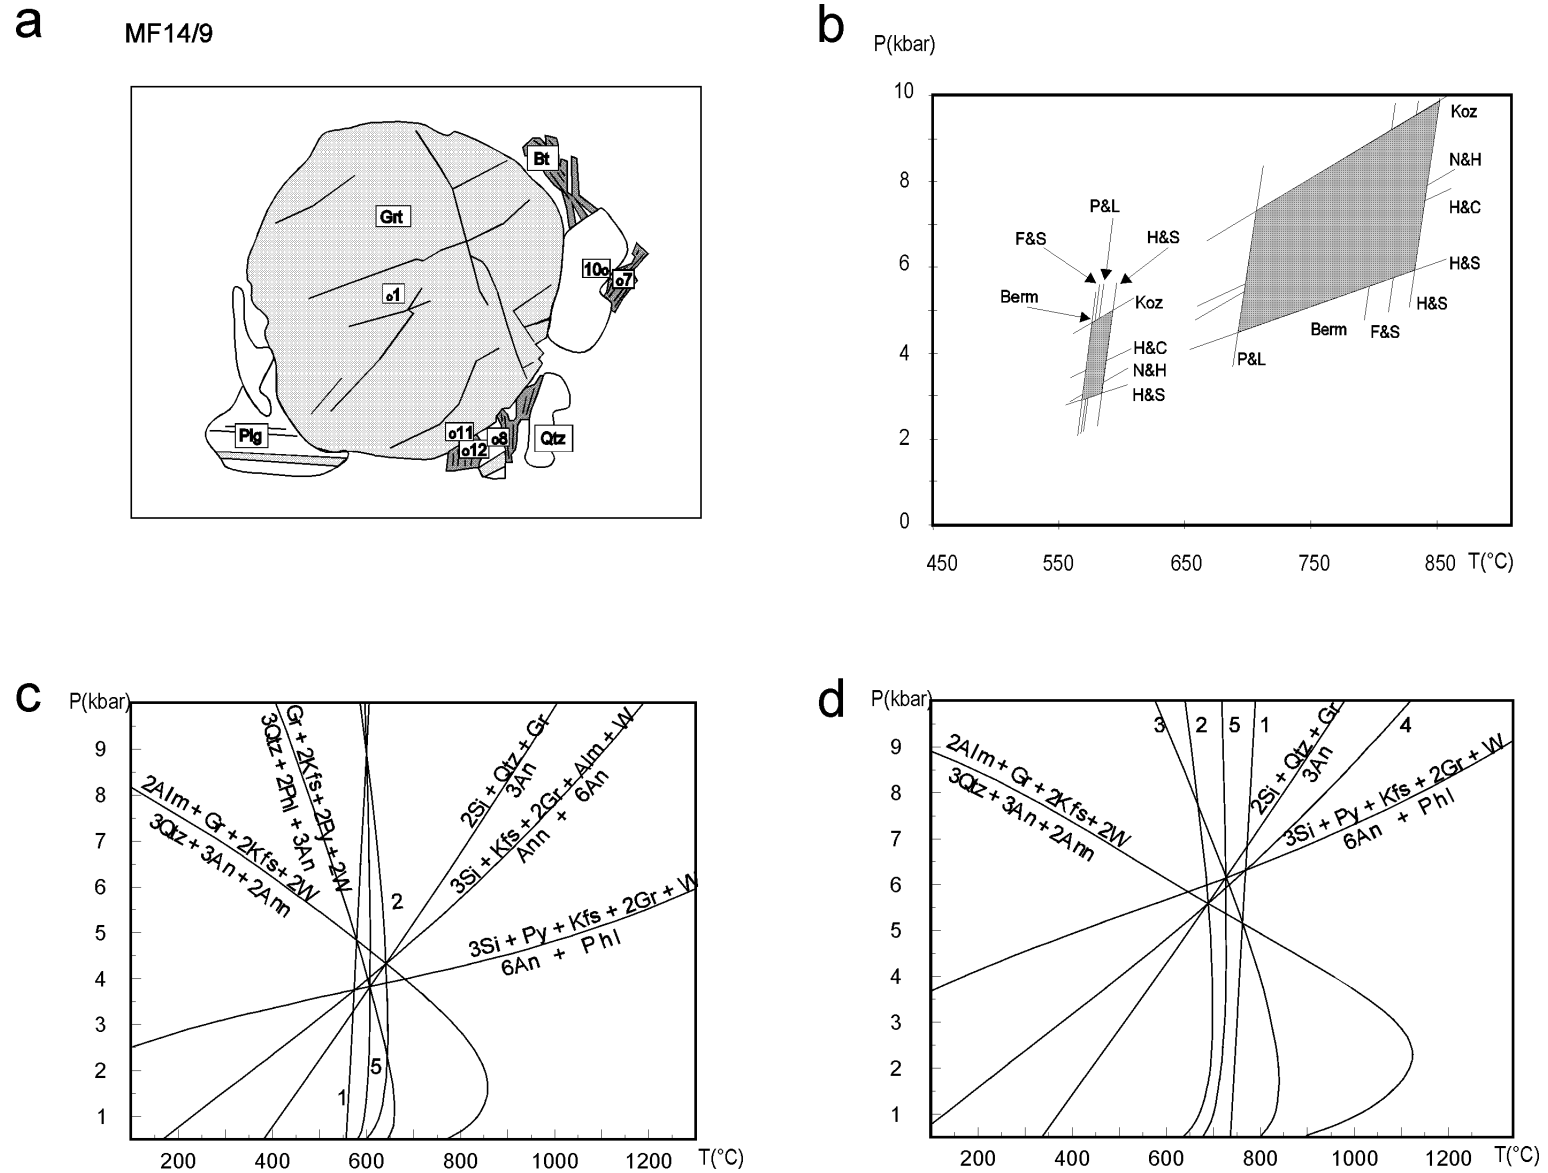 a
MF14/9
Bt
Grt
10o
o7
o1
o11
o12
o8
Plg
Qtz
b
P(kbar)
10
8
6
4
2
0
450
550
650
750
850
T(°C)
Koz
N&H
H&C
H&S
H&S
F&S
Berm
P&L
P&L
F&S
H&S
Berm
Koz
H&C
N&H
H&S
c
P(kbar)
9
8
7
6
5
4
3
2
1
200
400
600
800
1000
1200
T(°C)
2Alm + Gr + 2Kfs + 2W
3Qtz + 3An + 2Ann
Gr + 2Kfs + 2Py + 2W
3Qtz + 2Phl + 3An
2Si + Qtz + Gr
3An
3Si + Kfs + 2Gr + Alm + W
Ann + 6An
3Si + Py + Kfs + 2Gr + W
6An + Phl
2
5
1
d
P(kbar)
9
8
7
6
5
4
3
2
1
200
400
600
800
1000
1200
T(°C)
2Alm + Gr + 2Kfs + 2W
3Qtz + 3An + 2Ann
3
2
5
1
4
2Si + Qtz + Gr
3An
3Si + Py + Kfs + 2Gr + W
6An + Phl